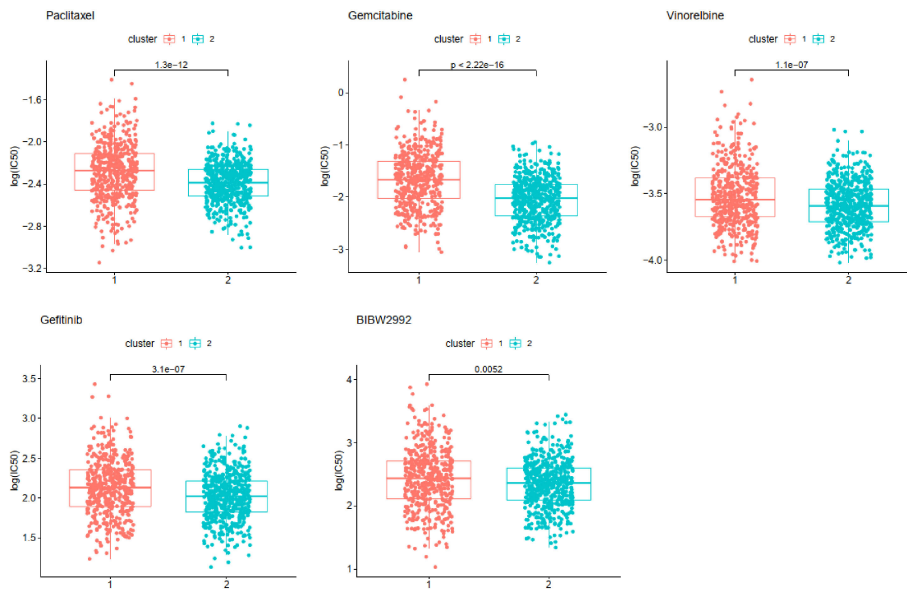 Paclitaxel
cluster 1 2
1.3e−12
log(IC50)
−1.6
−2.0
−2.4
−2.8
−3.2
1 2
Gemcitabine
cluster 1 2
p < 2.22e−16
log(IC50)
0
−1
−2
−3
1 2
Vinorelbine
cluster 1 2
1.1e−07
log(IC50)
−3.0
−3.5
−4.0
1 2
Gefitinib
cluster 1 2
3.1e−07
log(IC50)
3.5
3.0
2.5
2.0
1.5
1 2
BIBW2992
cluster 1 2
0.0052
log(IC50)
4
3
2
1
1 2